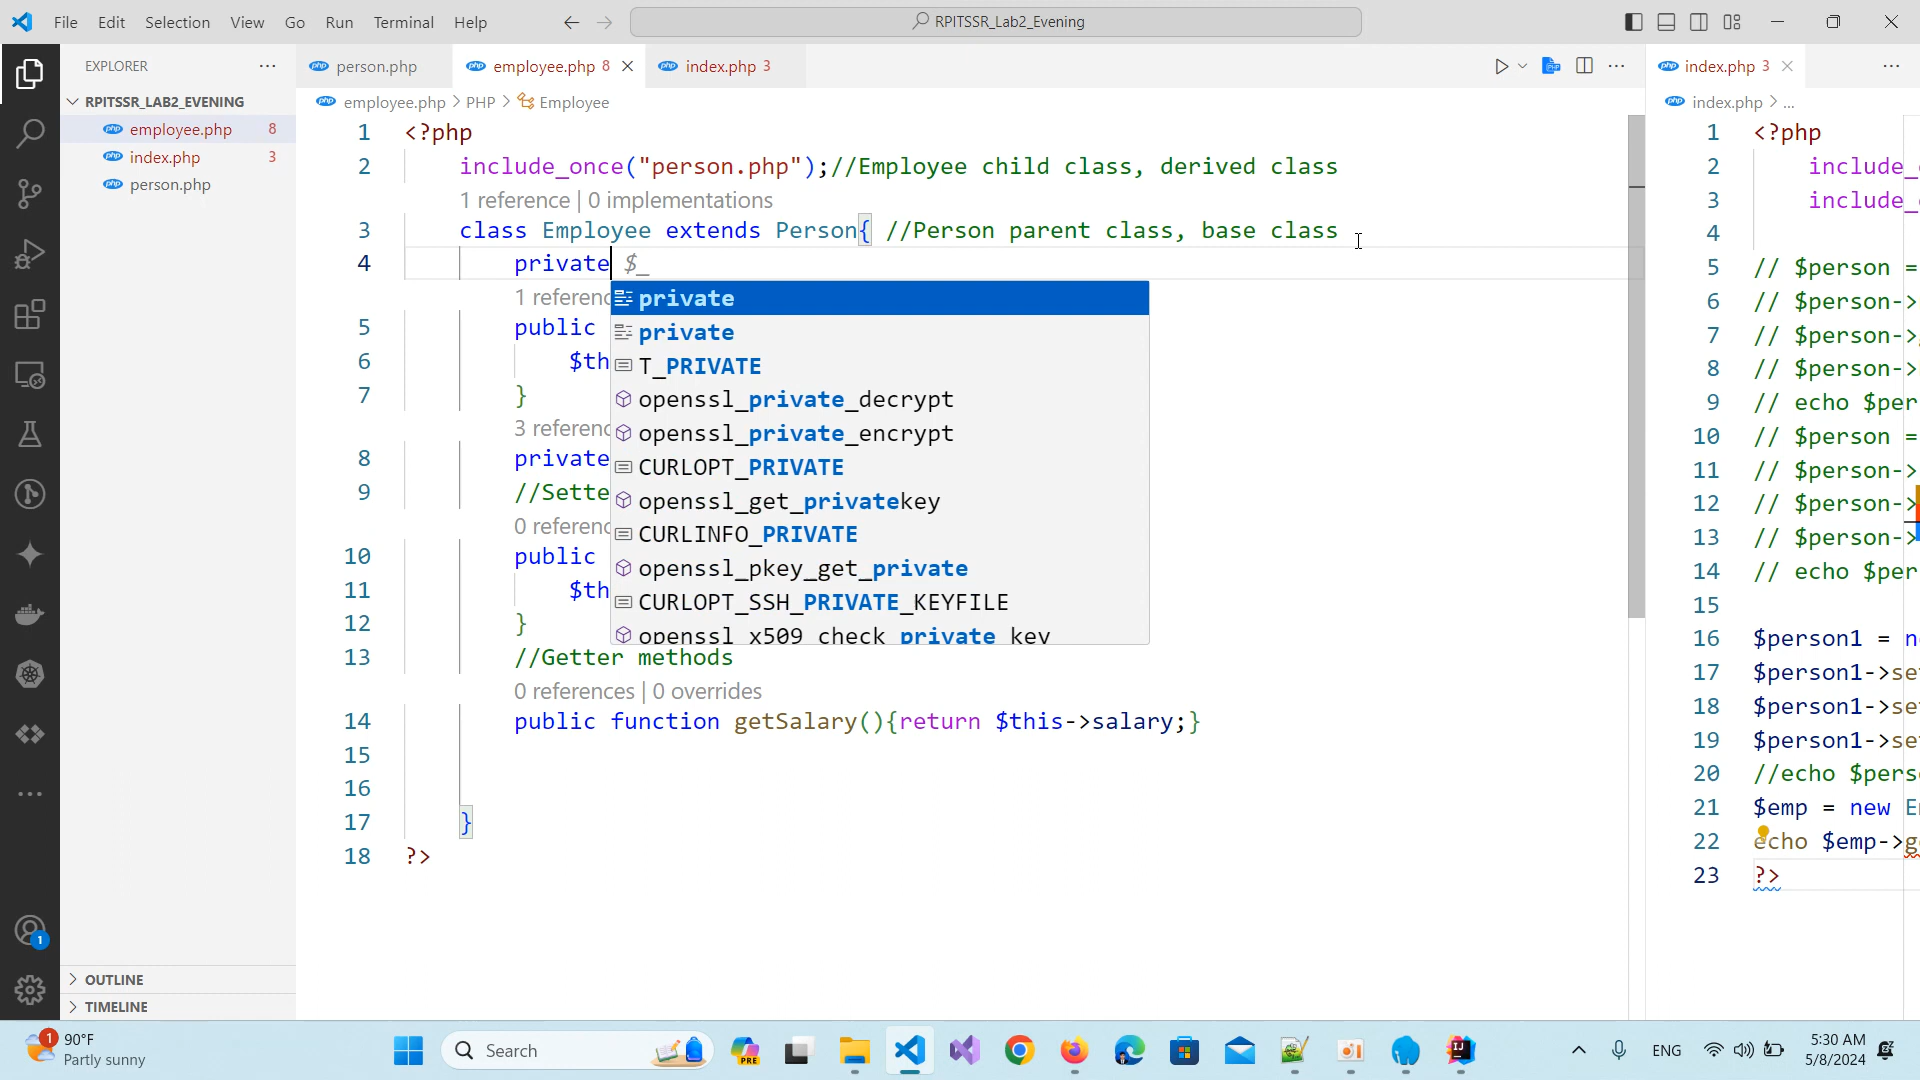 File Edit Selection View Go Run Terminal Help
RPITSSR_Lab2_Evening
EXPLORER
RPITSSR_LAB2_EVENING
employee.php 8
index.php 3
person.php
OUTLINE
TIMELINE
person.php employee.php 8 index.php 3
employee.php > PHP > Employee
1 <?php
2 include_once("person.php");//Employee child class, derived class
1 reference | 0 implementations
3 class Employee extends Person{ //Person parent class, base class
4 private $_
1 referenc
5 public
6 $th
7 }
3 referenc
8 private
9 //Sette
0 referenc
10 public
11 $th
12 }
13 //Getter methods
0 references | 0 overrides
14 public function getSalary(){return $this->salary;}
15
16
17 }
18 ?>
private
private
T_PRIVATE
openssl_private_decrypt
openssl_private_encrypt
CURLOPT_PRIVATE
openssl_get_privatekey
CURLINFO_PRIVATE
openssl_pkey_get_private
CURLOPT_SSH_PRIVATE_KEYFILE
openssl_x509_check_private_key
index.php 3
index.php > ...
1 <?php
2 include_
3 include_
4
5 // $person =
6 // $person->
7 // $person->
8 // $person->
9 // echo $per
10 // $person =
11 // $person->
12 // $person->
13 // $person->
14 // echo $per
15
16 $person1 = n
17 $person1->se
18 $person1->se
19 $person1->se
20 //echo $pers
21 $emp = new E
22 echo $emp->g
23 ?>
1
1
90°F
Partly sunny
Search
PRE
ENG
5:30 AM
5/8/2024